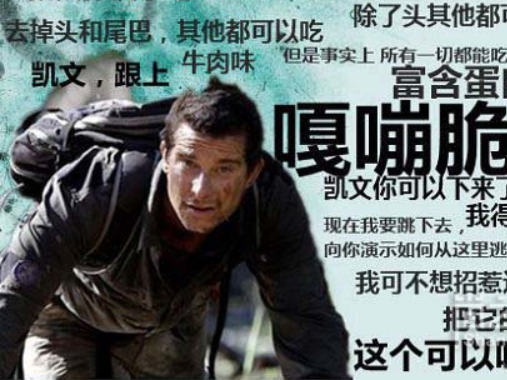 除了头其他都可
去掉头和尾巴，其他都可以吃
但是事实上 所有一切都能吃
牛肉味
凯文，跟上
富含蛋白
嘎嘣脆
凯文你可以下来了
我得
现在我要跳下去，
向你演示如何从这里逃
我可不想招惹
把它的
这个可以吃